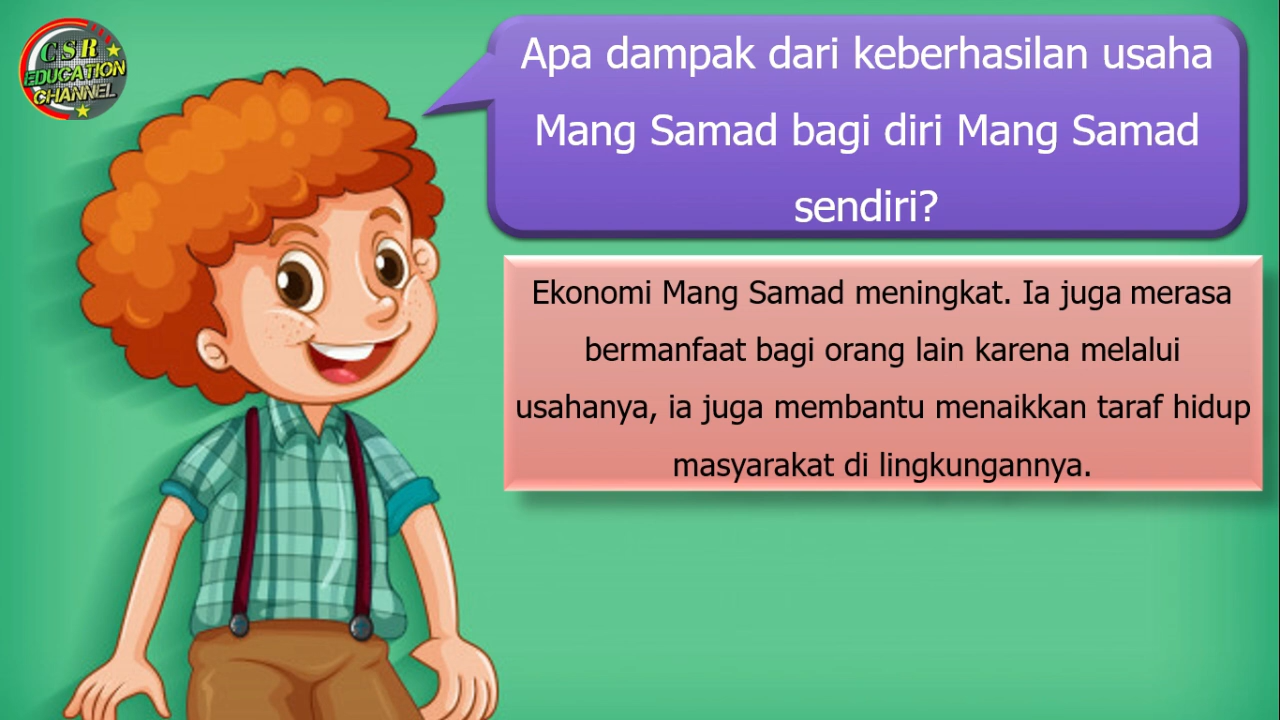 CSR
EDUCATION
CHANNEL
Apa dampak dari keberhasilan usaha
Mang Samad bagi diri Mang Samad
sendiri?
Ekonomi Mang Samad meningkat. Ia juga merasa
bermanfaat bagi orang lain karena melalui
usahanya, ia juga membantu menaikkan taraf hidup
masyarakat di lingkungannya.